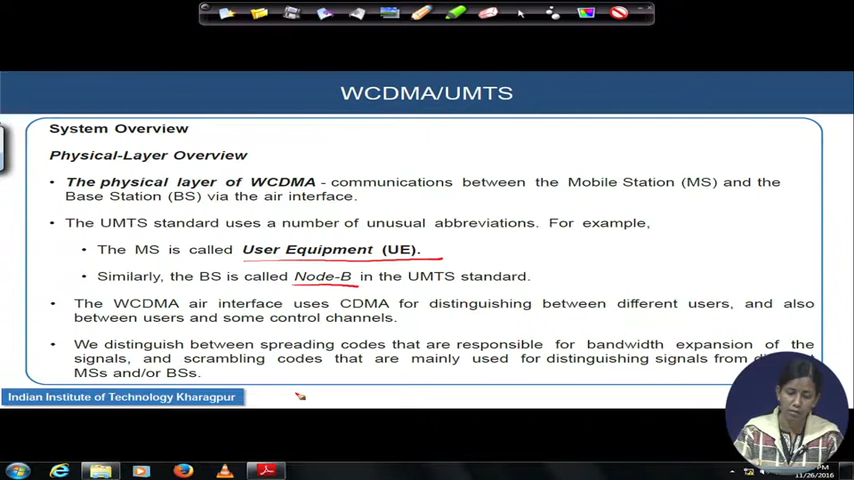 WCDMA/UMTS
System Overview
Physical-Layer Overview
• The physical layer of WCDMA - communications between the Mobile Station (MS) and the
Base Station (BS) via the air interface.
• The UMTS standard uses a number of unusual abbreviations. For example,
• The MS is called User Equipment (UE).
• Similarly, the BS is called Node-B in the UMTS standard.
• The WCDMA air interface uses CDMA for distinguishing between different users, and also
between users and some control channels.
• We distinguish between spreading codes that are responsible for bandwidth expansion of the
signals, and scrambling codes that are mainly used for distinguishing signals from
MSs and/or BSs.
Indian Institute of Technology Kharagpur
PM
11/26/2016